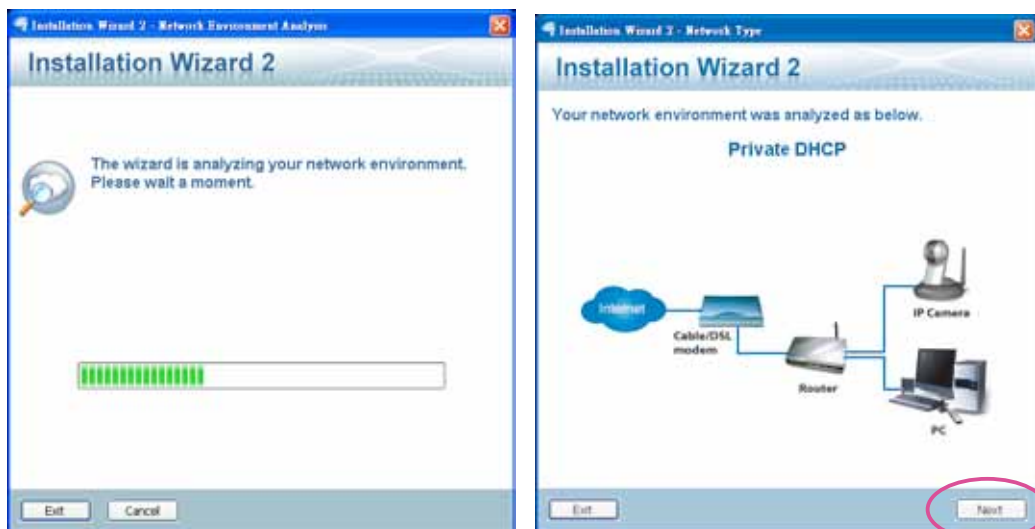 Installation Wizard 2 - Network Environment Analysis
Installation Wizard 2
The wizard is analyzing your network environment.
Please wait a moment.
Exit
Cancel
Installation Wizard 2 - Network Type
Installation Wizard 2
Your network environment was analyzed as below.
Private DHCP
Internet
Cable/DSL
modem
Router
IP Camera
PC
Exit
Next